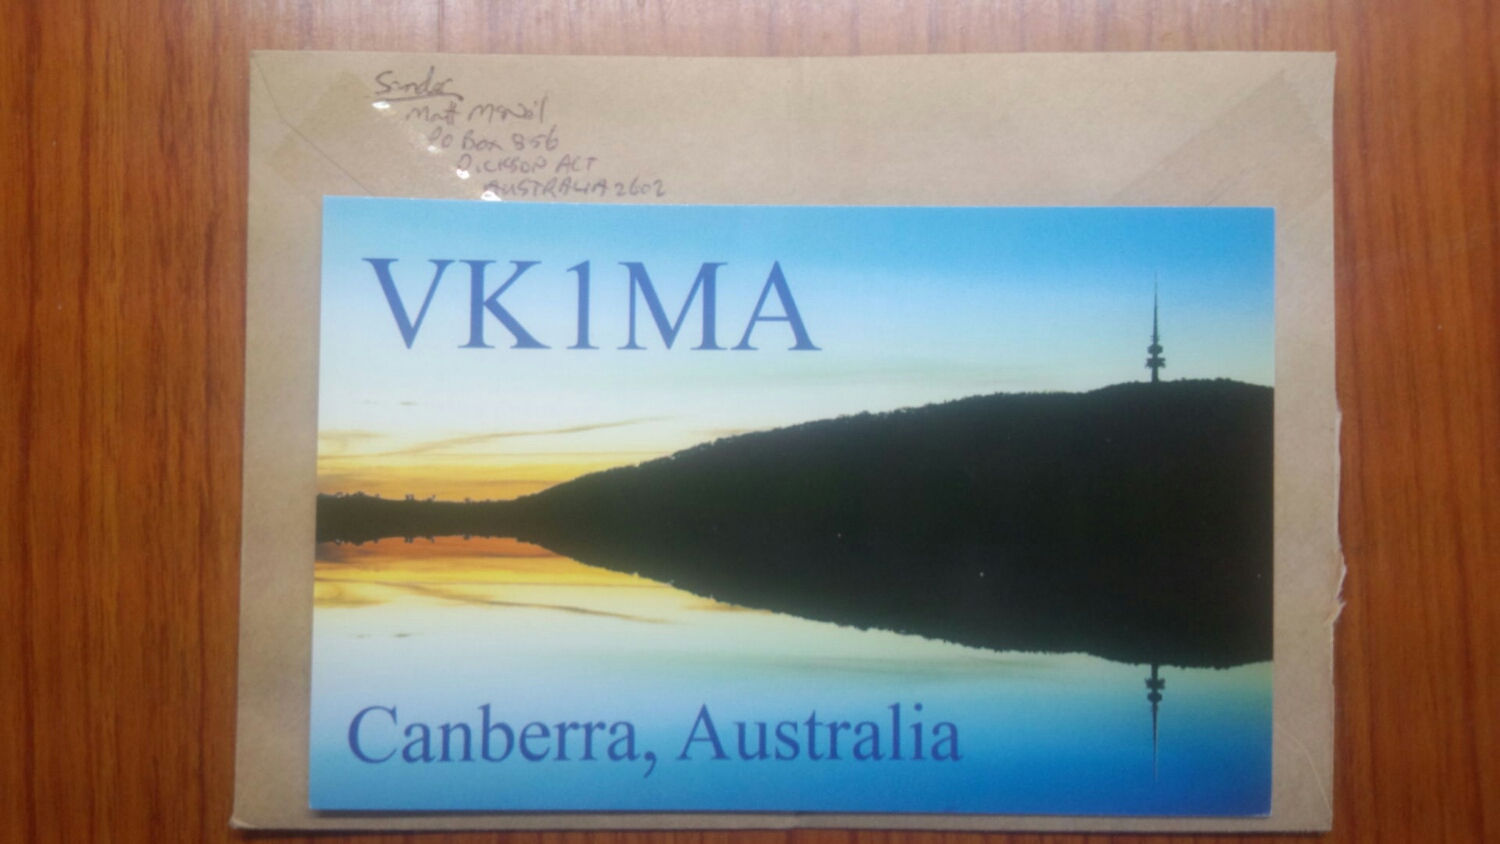 Sender
Matt McNeil
PO Box 856
DICKSON ACT
AUSTRALIA 2602
VK1MA
Canberra, Australia